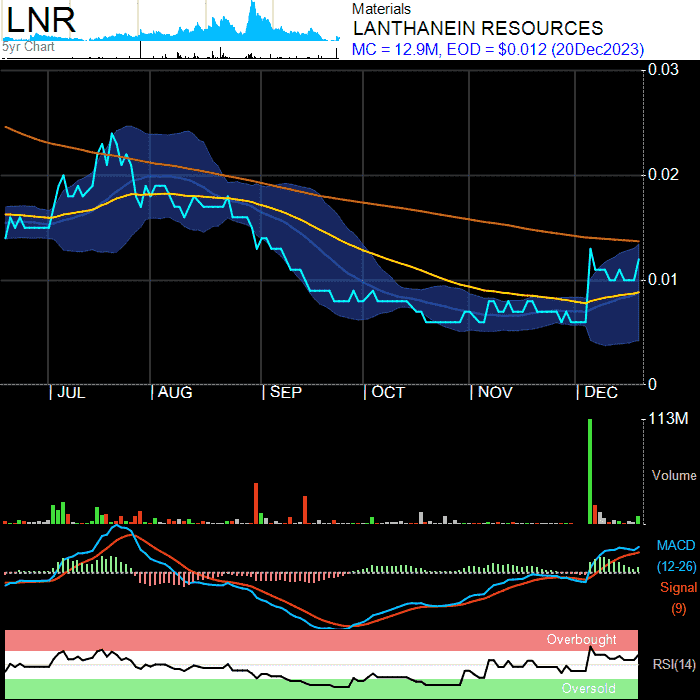 LNR
5yr Chart
Materials
LANTHANEIN RESOURCES
MC = 12.9M, EOD = $0.012 (20Dec2023)
0.03
0.02
0.01
0
| JUL | AUG | SEP | OCT | NOV | DEC
113M
Volume
MACD
(12-26)
Signal
(9)
Overbought
RSI(14)
Oversold